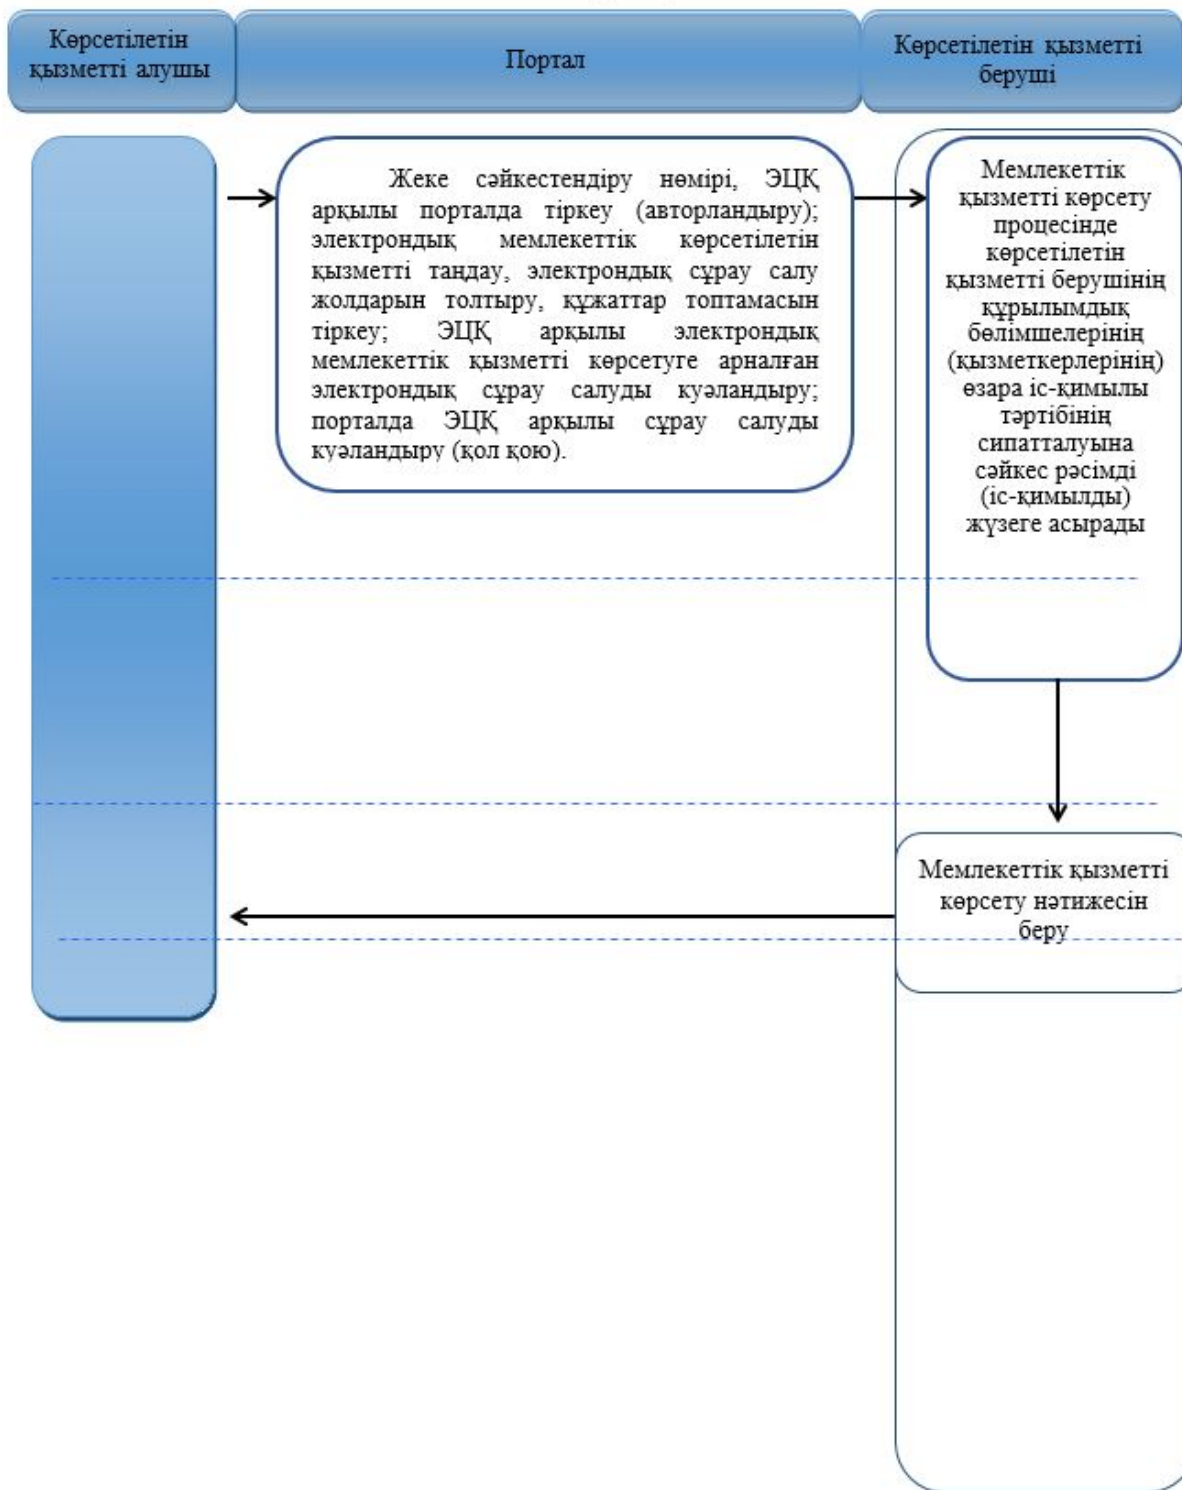 Көрсетілетін
қызметті алушы
Портал
Көрсетілетін қызметті
беруші
Жеке сәйкестендіру нөмірі, ЭЦҚ
арқылы порталда тіркеу (авторландыру);
электрондық мемлекеттік көрсетілетін
қызметті таңдау, электрондық сұрау салу
жолдарын толтыру, құжаттар топтамасын
тіркеу; ЭЦҚ арқылы электрондық
мемлекеттік қызметті көрсетуге арналған
электрондық сұрау салуды куәландыру;
порталда ЭЦҚ арқылы сұрау салуды
куәландыру (қол қою).
Мемлекеттік
қызметті көрсету
процесінде
көрсетілетін
қызметті берушінің
құрылымдық
бөлімшелерінің
(қызметкерлерінің)
өзара іс-қимылы
тәртібінің
сипатталуына
сәйкес рәсімді
(іс-қимылды)
жүзеге асырады
Мемлекеттік қызметті
көрсету нәтижесін
беру